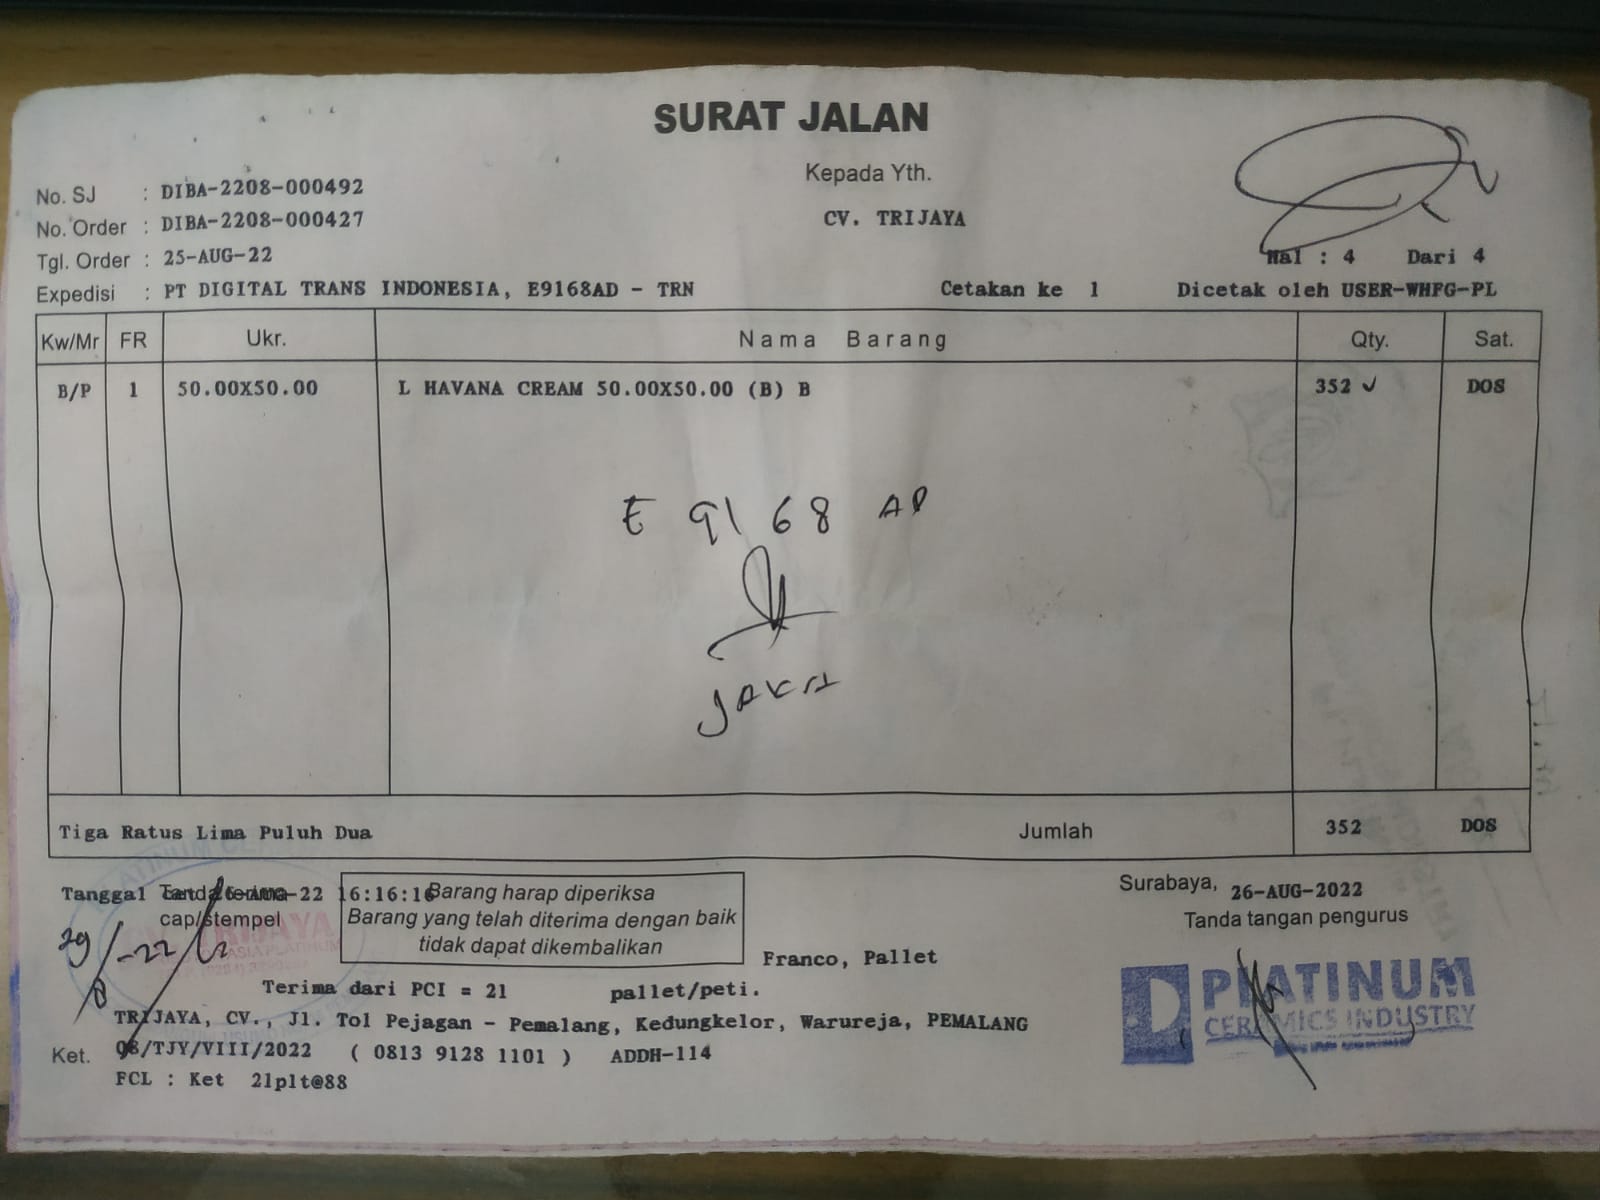 SURAT JALAN
No. SJ : DIBA-2208-000492
No. Order : DIBA-2208-000427
Tgl. Order : 25-AUG-22
Expedisi : PT DIGITAL TRANS INDONESIA, E9168AD - TRN
Kepada Yth.
CV. TRIJAYA
Hal : 4 Dari 4
Cetakan ke 1 Dicetak oleh USER-WHFG-PL
Kw/Mr FR Ukr. Nama Barang Qty. Sat.
B/P 1 50.00X50.00 L HAVANA CREAM 50.00X50.00 (B) B 352 ✓ DOS
E 9168 AD
Tiga Ratus Lima Puluh Dua Jumlah 352 DOS
Tanggal 26-AUG-22 16:16:16
Tanda terima
cap/stempel
CV. TRIJAYA
29/8-22
Barang harap diperiksa
Barang yang telah diterima dengan baik
tidak dapat dikembalikan
Franco, Pallet
Surabaya, 26-AUG-2022
Tanda tangan pengurus
PLATINUM
CERAMICS INDUSTRY
Terima dari PCI = 21 pallet/peti.
TRIJAYA, CV., Jl. Tol Pejagan - Pemalang, Kedungkelor, Warureja, PEMALANG
Ket. 08/TJY/VIII/2022 ( 0813 9128 1101 ) ADDH-114
FCL : Ket 21plt@88